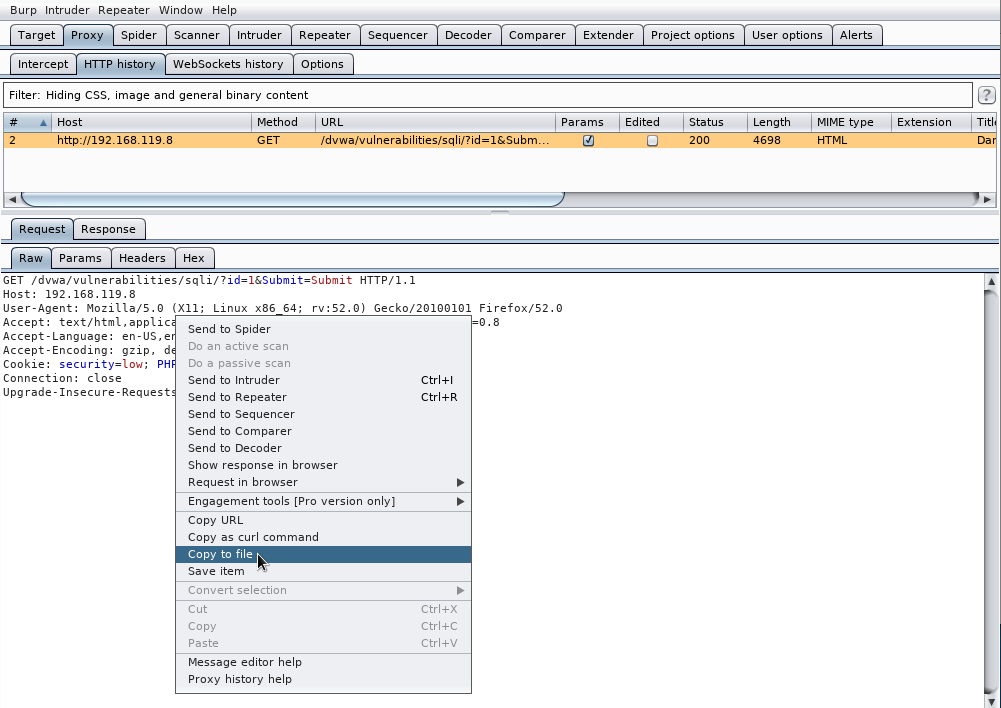 Burp Intruder Repeater Window Help
Target Proxy Spider Scanner Intruder Repeater Sequencer Decoder Comparer Extender Project options User options Alerts
Intercept HTTP history WebSockets history Options
Filter: Hiding CSS, image and general binary content ?
# Host Method URL Params Edited Status Length MIME type Extension Title
2 http://192.168.119.8 GET /dvwa/vulnerabilities/sqli/?id=1&Subm... 200 4698 HTML Dar
Request Response
Raw Params Headers Hex
GET /dvwa/vulnerabilities/sqli/?id=1&Submit=Submit HTTP/1.1
Host: 192.168.119.8
User-Agent: Mozilla/5.0 (X11; Linux x86_64; rv:52.0) Gecko/20100101 Firefox/52.0
Accept: text/html,applica =0.8
Accept-Language: en-US,en
Accept-Encoding: gzip, de
Cookie: security=low; PHP
Connection: close
Upgrade-Insecure-Requests
Send to Spider
Do an active scan
Do a passive scan
Send to Intruder Ctrl+I
Send to Repeater Ctrl+R
Send to Sequencer
Send to Comparer
Send to Decoder
Show response in browser
Request in browser
Engagement tools [Pro version only]
Copy URL
Copy as curl command
Copy to file
Save item
Convert selection
Cut Ctrl+X
Copy Ctrl+C
Paste Ctrl+V
Message editor help
Proxy history help